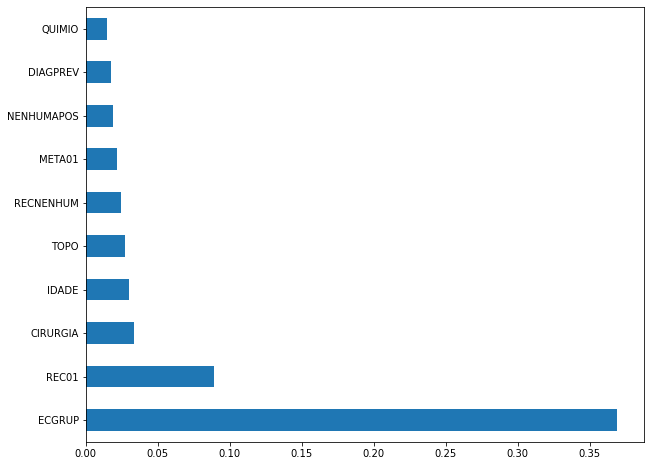 QUIMIO
DIAGPREV
NENHUMAPOS
META01
RECNENHUM
TOPO
IDADE
CIRURGIA
REC01
ECGRUP
0.00 0.05 0.10 0.15 0.20 0.25 0.30 0.35